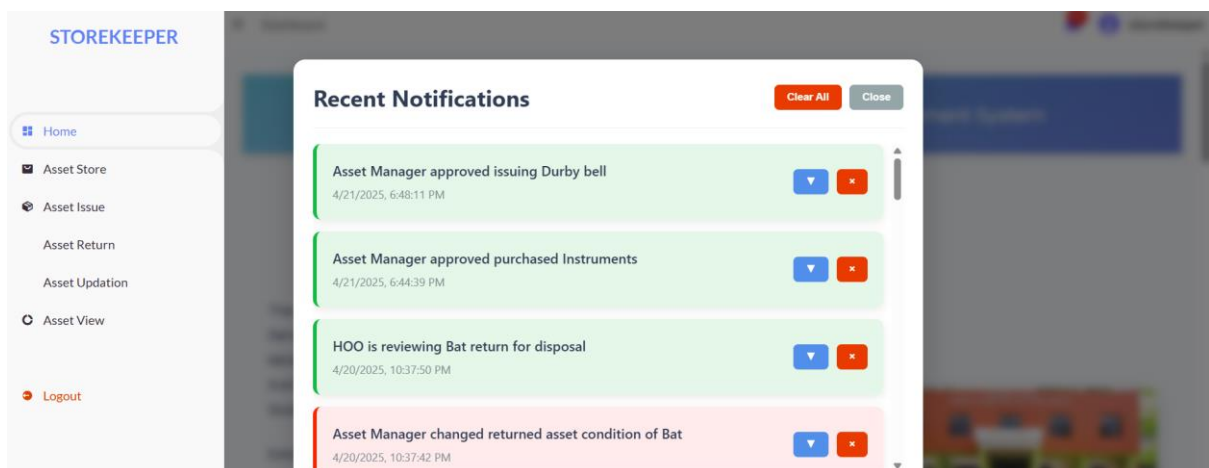 STOREKEEPER
Home
Asset Store
Asset Issue
Asset Return
Asset Updation
Asset View
Logout
Recent Notifications
Clear All
Close
Asset Manager approved issuing Durby bell
4/21/2025, 6:48:11 PM
Asset Manager approved purchased Instruments
4/21/2025, 6:44:39 PM
HOO is reviewing Bat return for disposal
4/20/2025, 10:37:50 PM
Asset Manager changed returned asset condition of Bat
4/20/2025, 10:37:42 PM